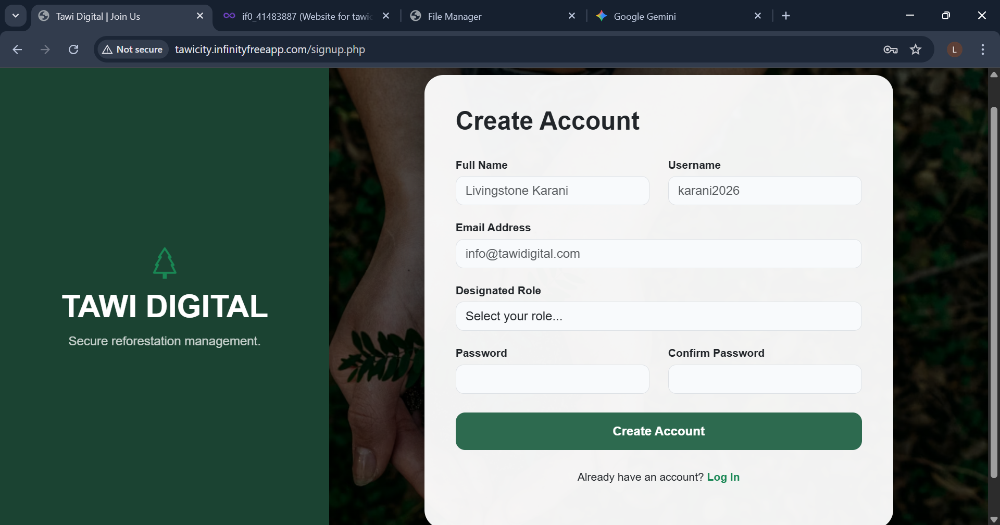 Tawi Digital | Join Us
if0_41483887 (Website for tawic
File Manager
Google Gemini
Not secure
tawicity.infinityfreeapp.com/signup.php
L
TAWI DIGITAL
Secure reforestation management.
Create Account
Full Name
Username
Livingstone Karani
karani2026
Email Address
info@tawidigital.com
Designated Role
Select your role...
Password
Confirm Password
Create Account
Already have an account? Log In